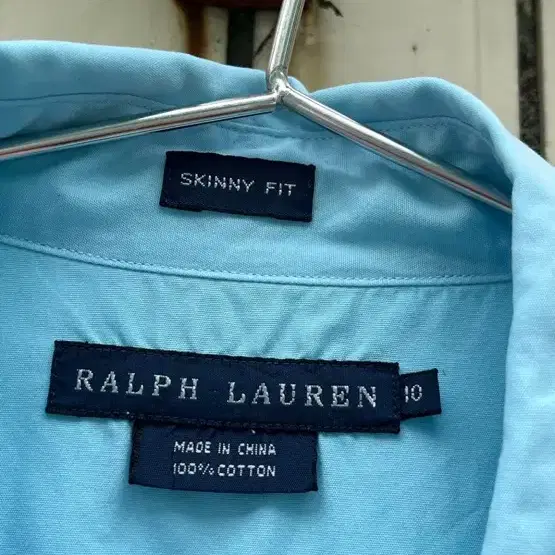 SKINNY FIT
RALPH LAUREN
10
MADE IN CHINA
100% COTTON